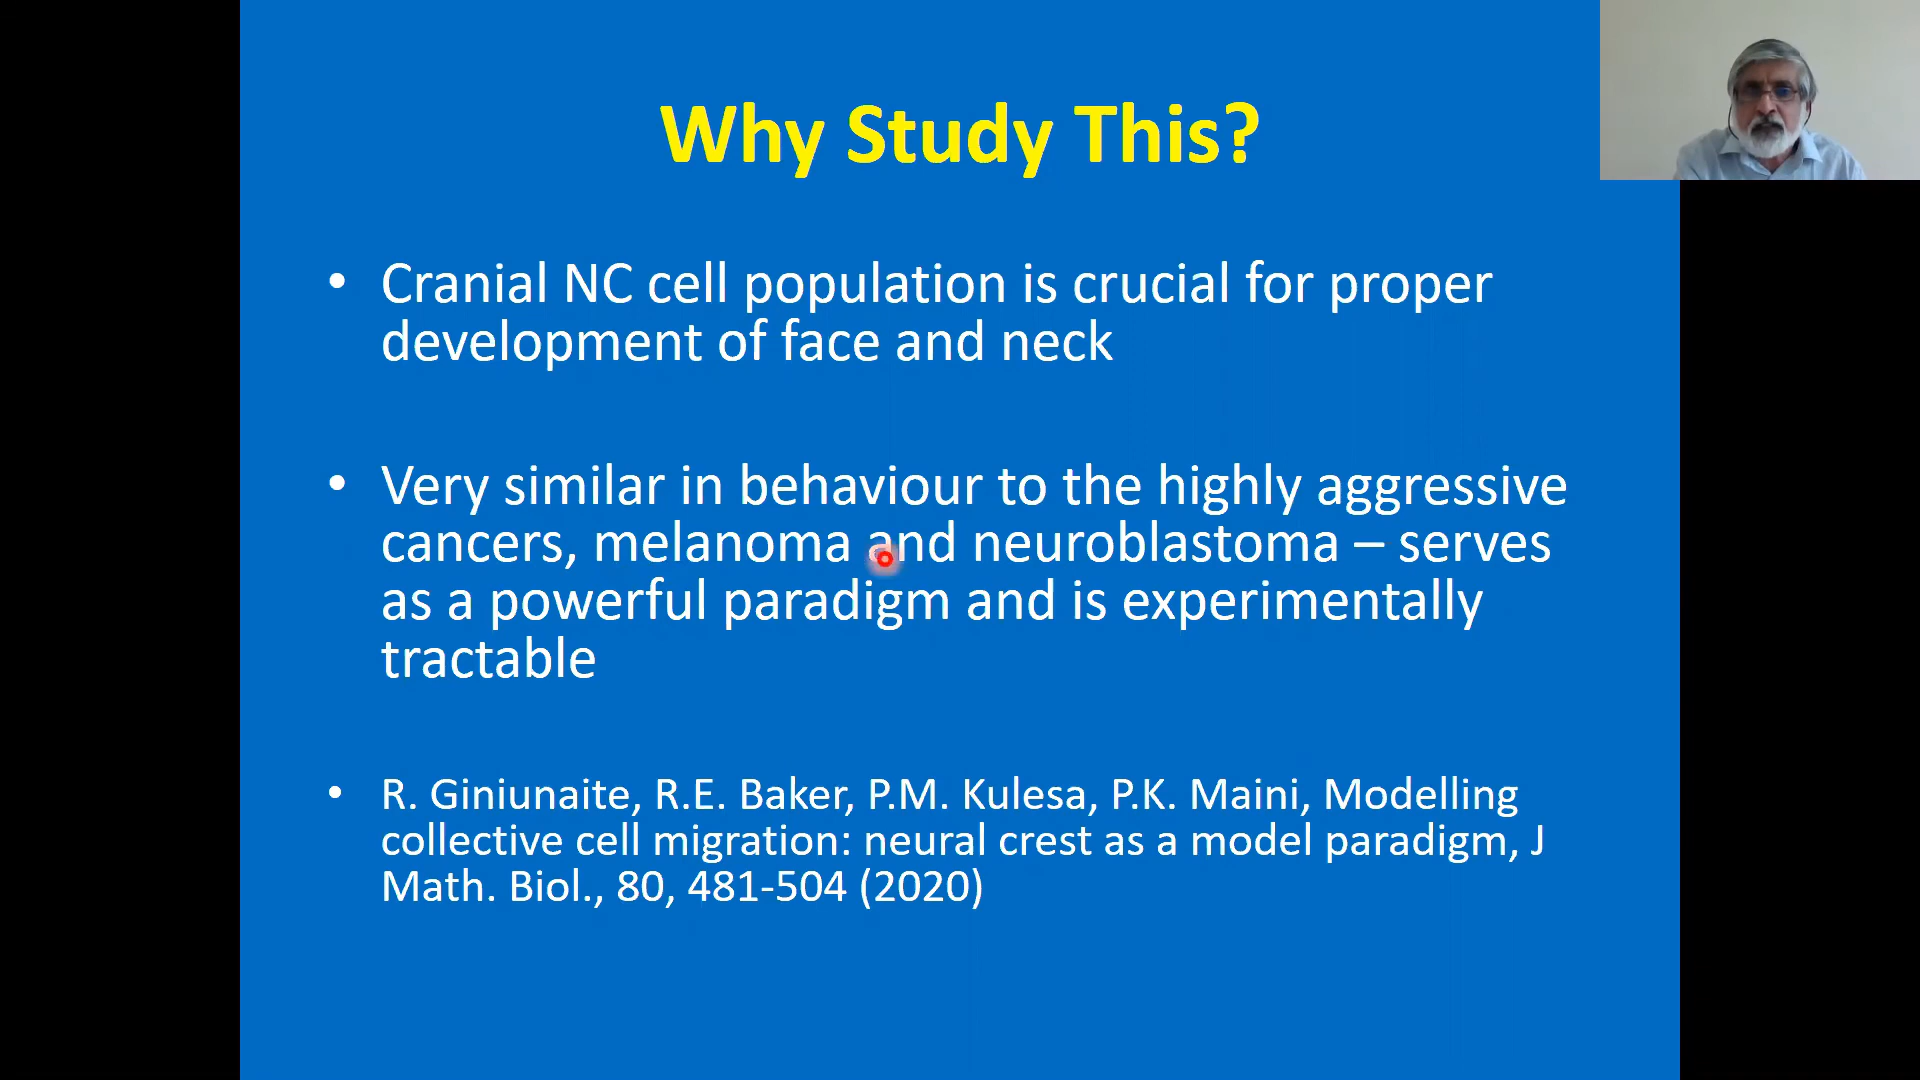 Why Study This?
• Cranial NC cell population is crucial for proper
development of face and neck
• Very similar in behaviour to the highly aggressive
cancers, melanoma and neuroblastoma – serves
as a powerful paradigm and is experimentally
tractable
• R. Giniunaite, R.E. Baker, P.M. Kulesa, P.K. Maini, Modelling
collective cell migration: neural crest as a model paradigm, J
Math. Biol., 80, 481-504 (2020)